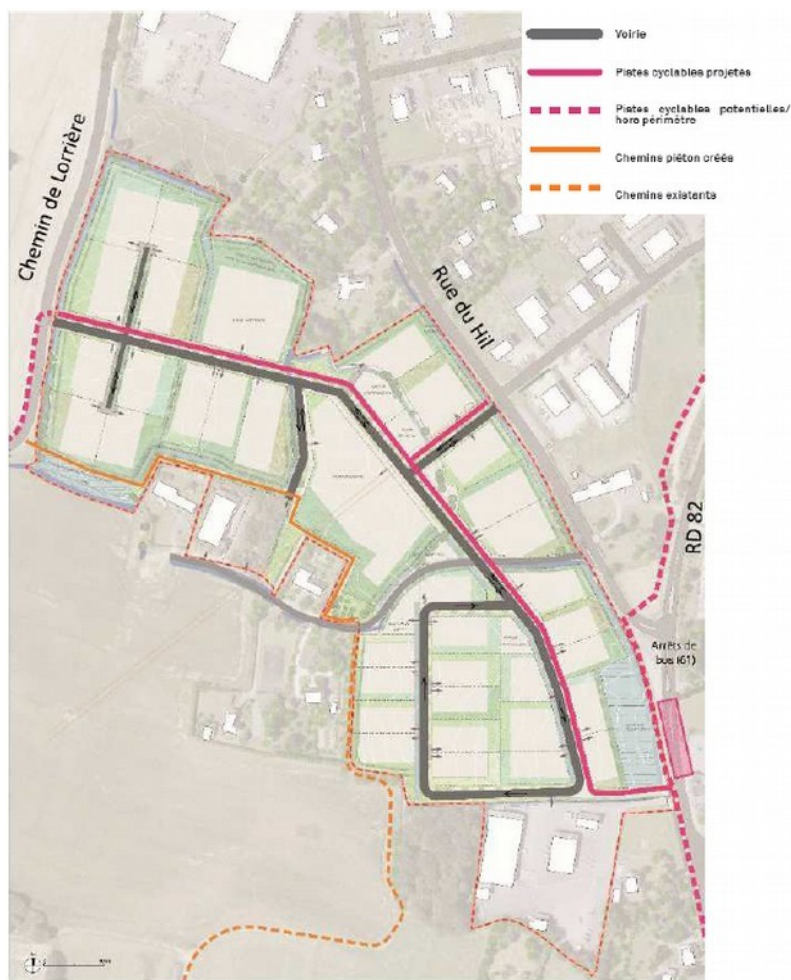 Voirie
Pistes cyclables projetés
Pistes cyclables potentielles/
hors périmètre
Chemins piéton créés
Chemins existants
Chemin de Lorrière
Rue du Hil
RD 82
Arrêts de
bus (61)